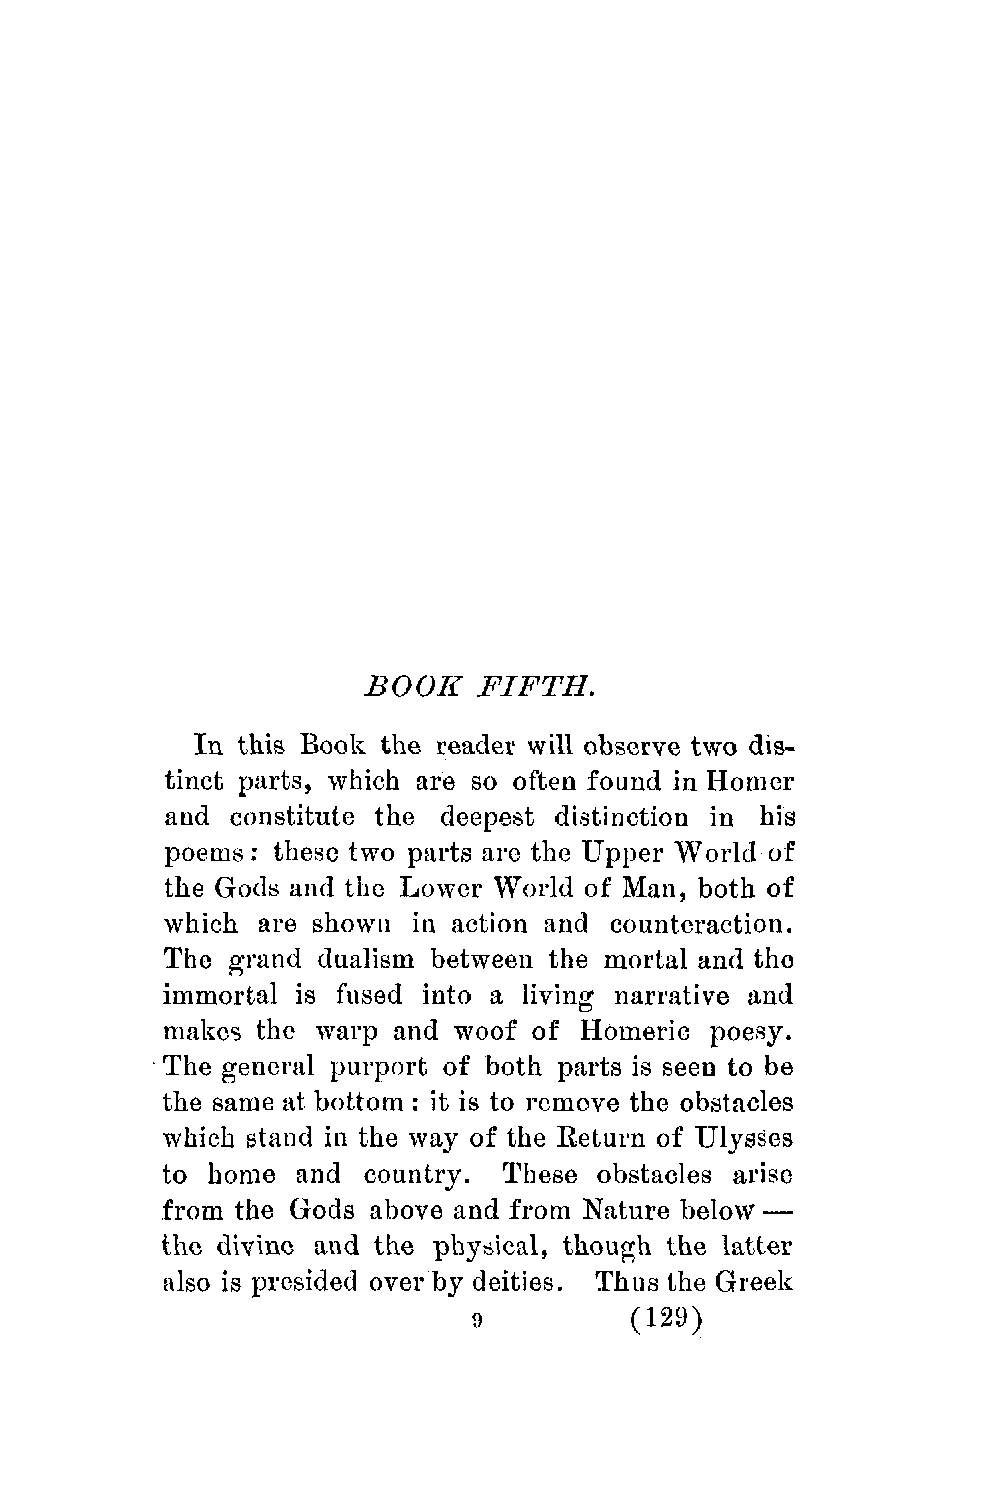 BOOK FIFTH.
In this Book the reader will observe two dis-
tinct parts, which are so often found in Homer
and constitute the deepest distinction in his
poems: these two parts are the Upper World of
the Gods and the Lower World of Man, both of
which are shown in action and counteraction.
The grand dualism between the mortal and the
immortal is fused into a living narrative and
makes the warp and woof of Homeric poesy.
The general purport of both parts is seen to be
the same at bottom: it is to remove the obstacles
which stand in the way of the Return of Ulysses
to home and country. These obstacles arise
from the Gods above and from Nature below —
the divine and the physical, though the latter
also is presided over by deities. Thus the Greek
9 (129)